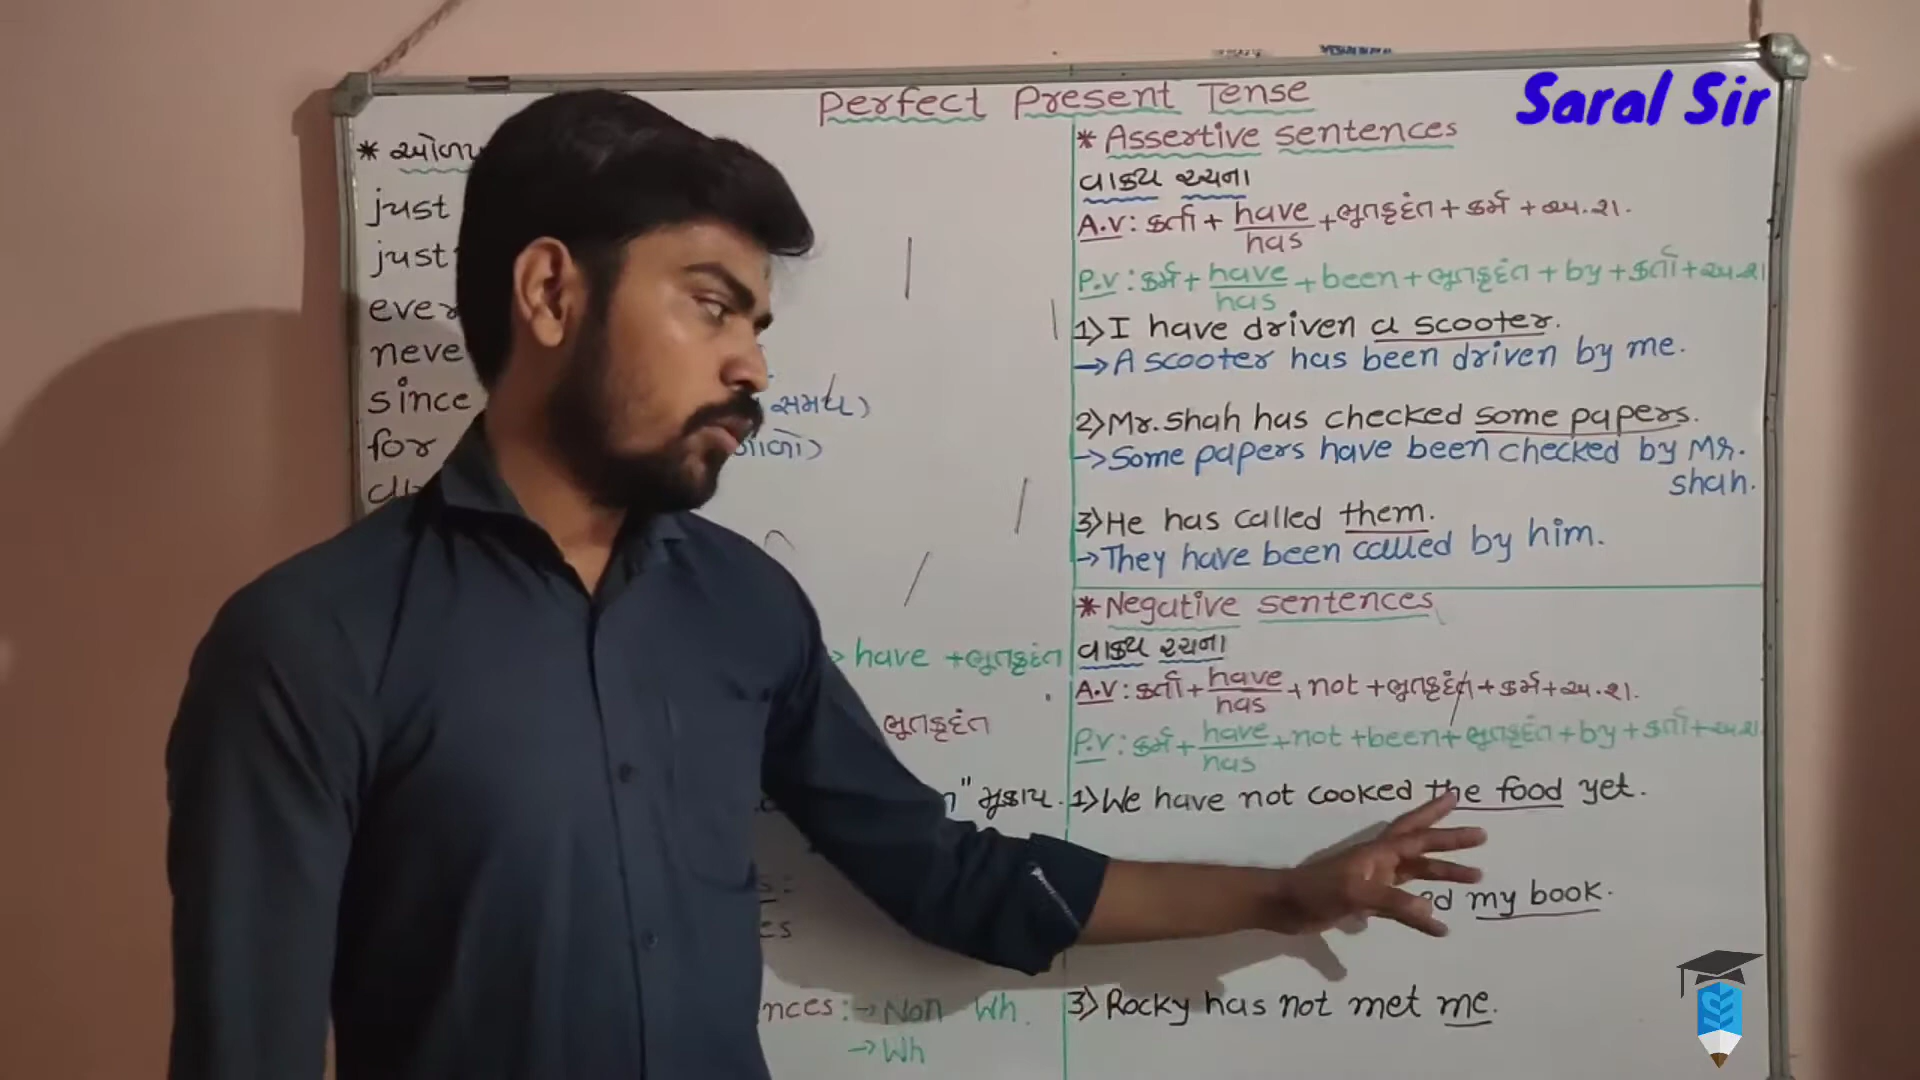 Perfect Present Tense
Saral Sir
*
just
just
since
for
સમય)
> have +ભૂતકૃદંત
ભૂતકૃદંત
" મૂકાય.
nces: → Non Wh.
→ Wh
* Assertive sentences
વાક્ય રચના
A.V: કર્તા + have/has + ભૂતકૃદંત + કર્મ + અ.શ.
P.V: કર્મ + have/has + been + ભૂતકૃદંત + by + કર્તા + અ.શ
1) I have driven a scooter.
→ A scooter has been driven by me.
2) Mr. Shah has checked some papers.
→ Some papers have been checked by Mr.
shah.
3) He has called them.
→ They have been called by him.
* Negative sentences
વાક્ય રચના
A.V: કર્તા + have/has + not + ભૂતકૃદંત + કર્મ + અ.શ.
P.V: કર્મ + have/has + not + been + ભૂતકૃદંત + by + કર્તા + અ.શ.
1) We have not cooked the food yet.
my book.
3) Rocky has not met me.